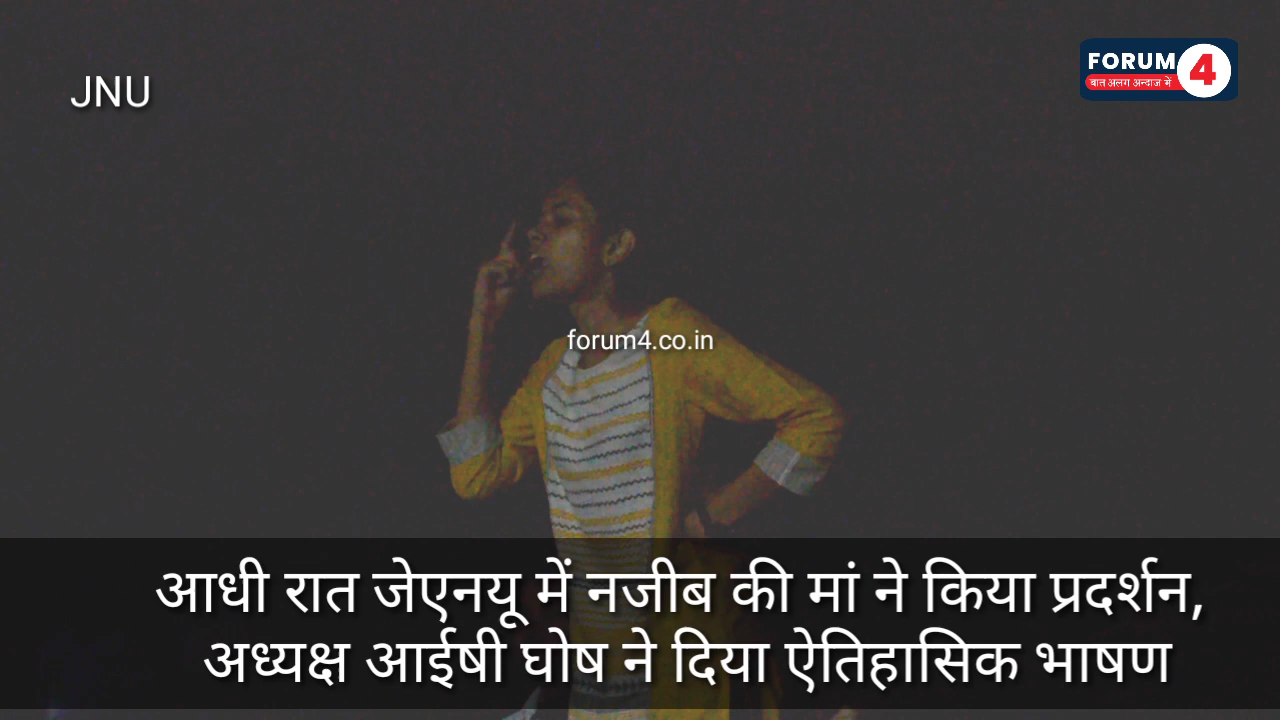 JNU
FORUM 4
बात अलग अन्दाज में
forum4.co.in
आधी रात जेएनयू में नजीब की मां ने किया प्रदर्शन,
अध्यक्ष आईषी घोष ने दिया ऐतिहासिक भाषण